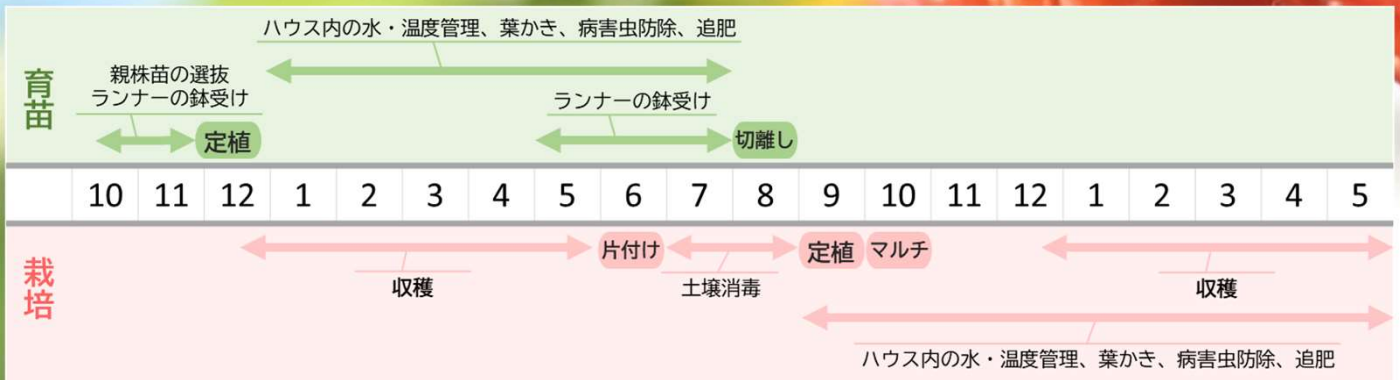 ハウス内の水・温度管理、葉かき、病害虫防除、追肥
育苗
親株苗の選抜
ランナーの鉢受け
ランナーの鉢受け
定植
切離し
10 11 12 1 2 3 4 5 6 7 8 9 10 11 12 1 2 3 4 5
栽培
片付け
定植
マルチ
収穫
土壌消毒
収穫
ハウス内の水・温度管理、葉かき、病害虫防除、追肥